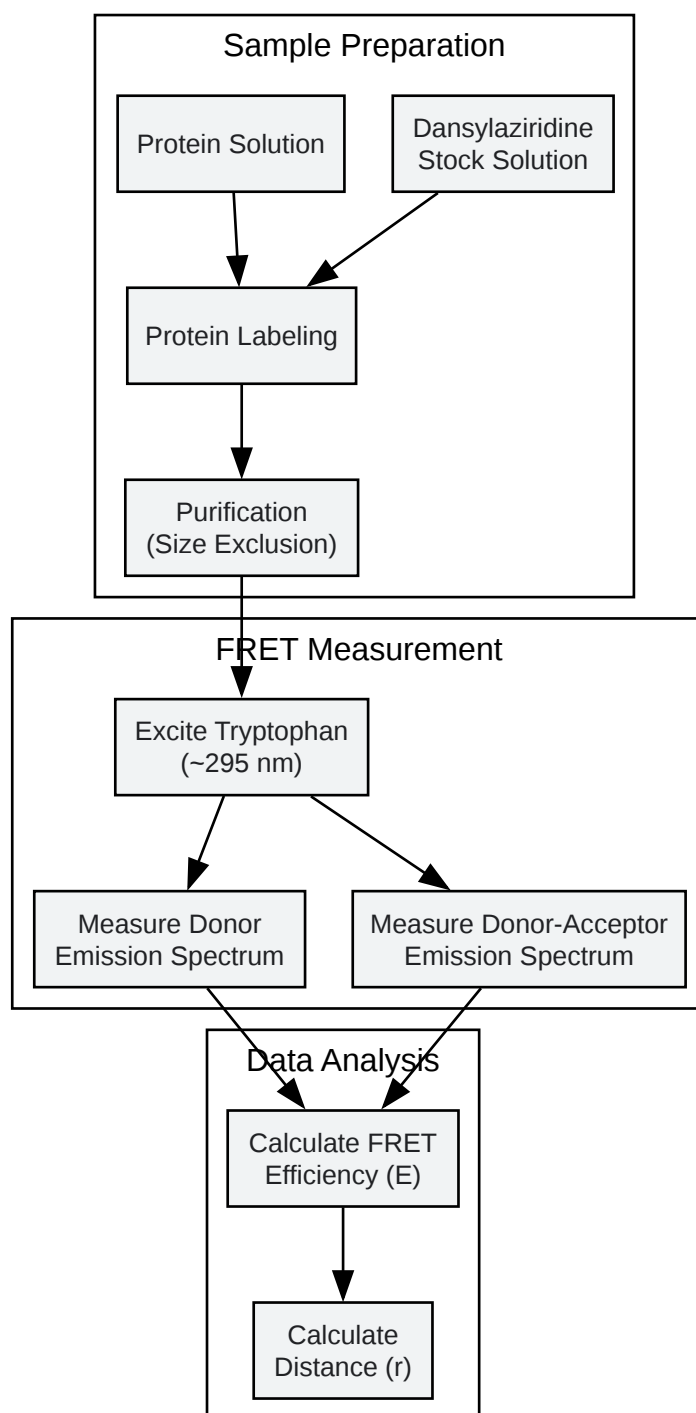 Sample Preparation
Protein Solution
Dansylaziridine
Stock Solution
Protein Labeling
Purification
(Size Exclusion)
FRET Measurement
Excite Tryptophan
(~295 nm)
Measure Donor
Emission Spectrum
Measure Donor-Acceptor
Emission Spectrum
Data Analysis
Calculate FRET
Efficiency (E)
Calculate
Distance (r)